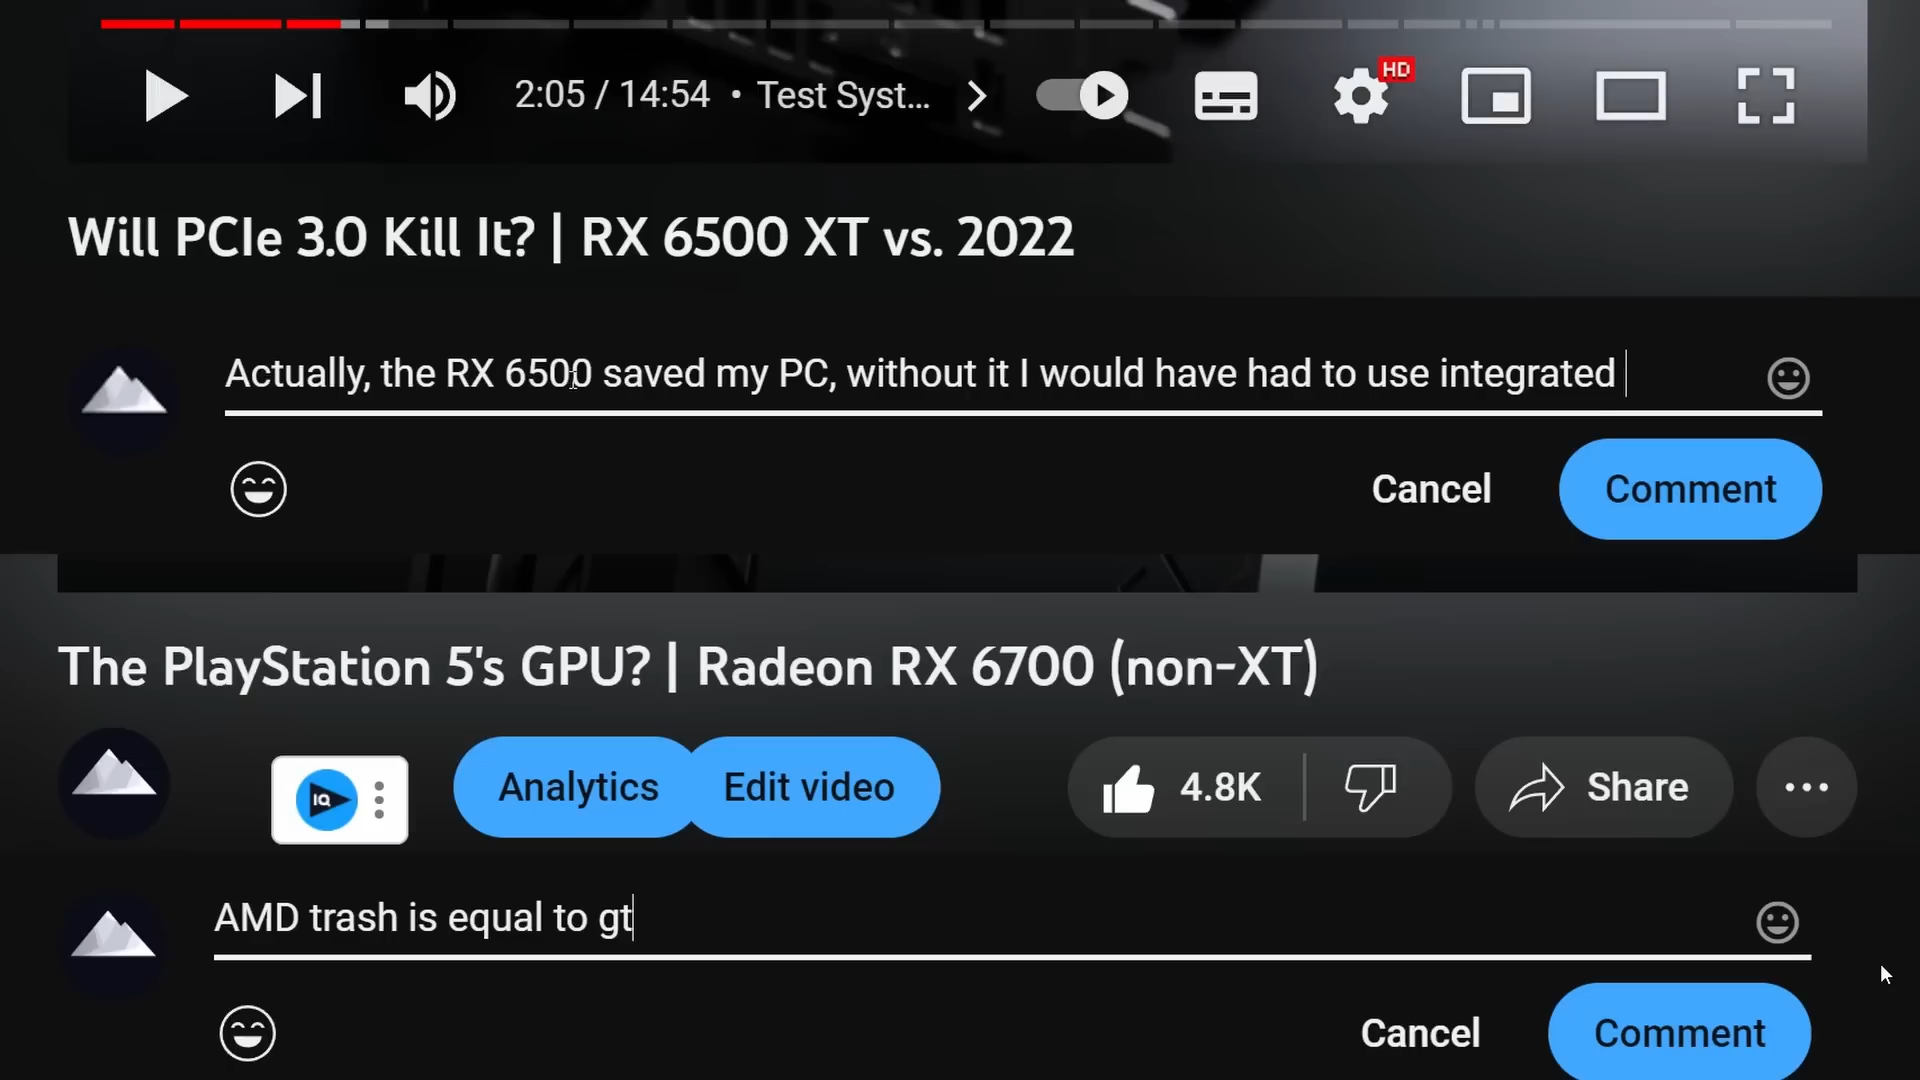 HD
2:05 / 14:54 • Test Syst...
Will PCIe 3.0 Kill It? | RX 6500 XT vs. 2022
Actually, the RX 6500 saved my PC, without it I would have had to use integrated
Cancel
Comment
The PlayStation 5's GPU? | Radeon RX 6700 (non-XT)
IQ
Analytics
Edit video
4.8K
Share
AMD trash is equal to gt
Cancel
Comment